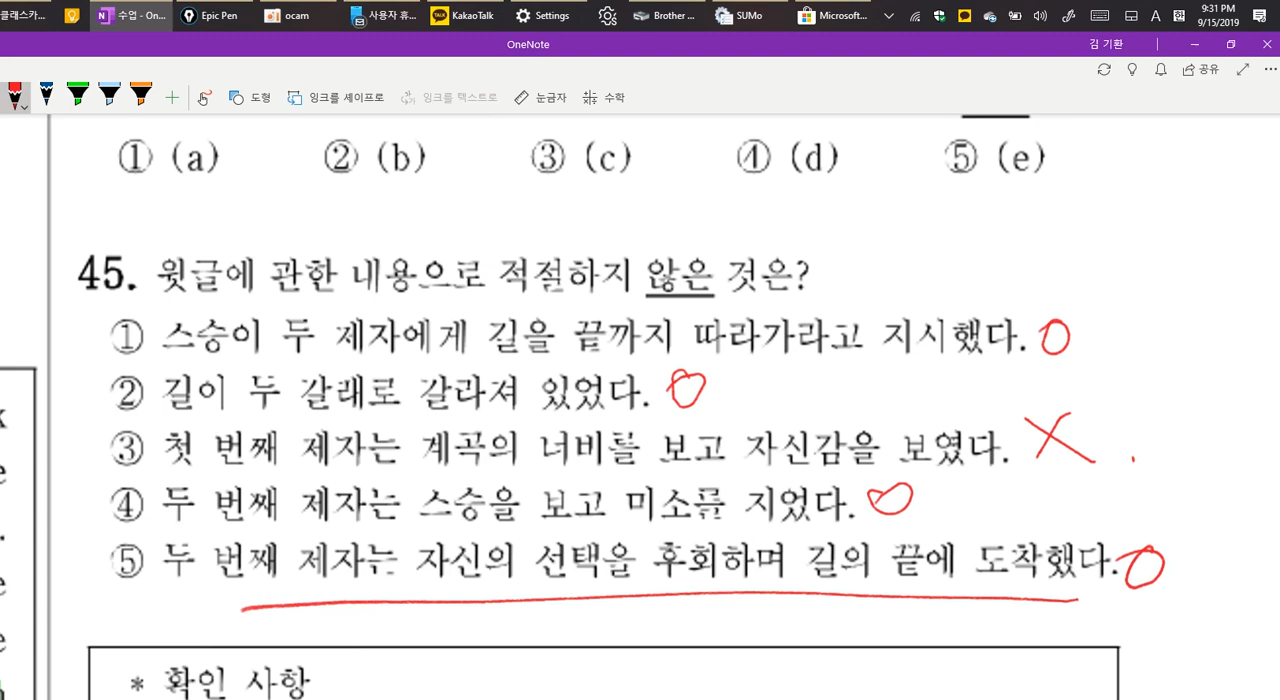 클래스카...
수업 - On...
Epic Pen
ocam
사용자 휴...
TALK
KakaoTalk
Settings
Brother ...
SUMo
Microsoft...
A
9:31 PM
9/15/2019
OneNote
김 기환
공유
도형
잉크를 셰이프로
잉크를 텍스트로
눈금자
수학
① (a) ② (b) ③ (c) ④ (d) ⑤ (e)
45. 윗글에 관한 내용으로 적절하지 않은 것은?
① 스승이 두 제자에게 길을 끝까지 따라가라고 지시했다. O
② 길이 두 갈래로 갈라져 있었다. O
③ 첫 번째 제자는 계곡의 너비를 보고 자신감을 보였다. X
④ 두 번째 제자는 스승을 보고 미소를 지었다. O
⑤ 두 번째 제자는 자신의 선택을 후회하며 길의 끝에 도착했다. O
* 확인 사항